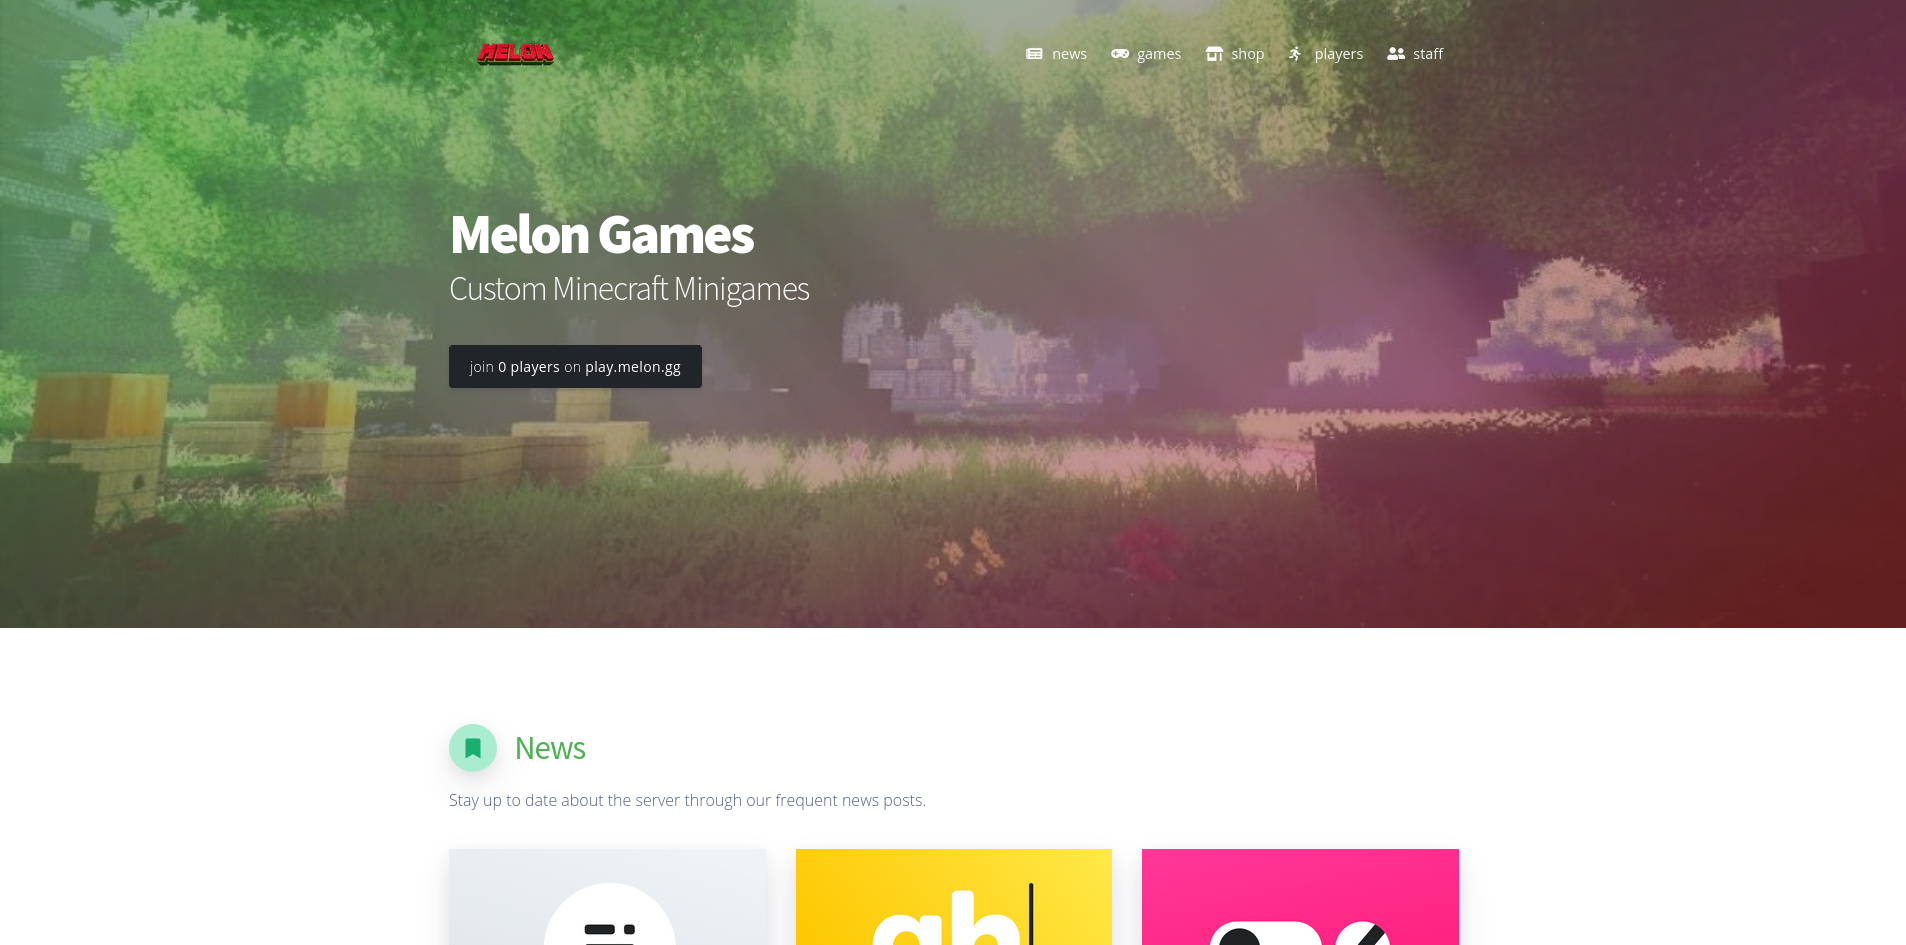 MELON
news games shop players staff
Melon Games
Custom Minecraft Minigames
join 0 players on play.melon.gg
News
Stay up to date about the server through our frequent news posts.
ab